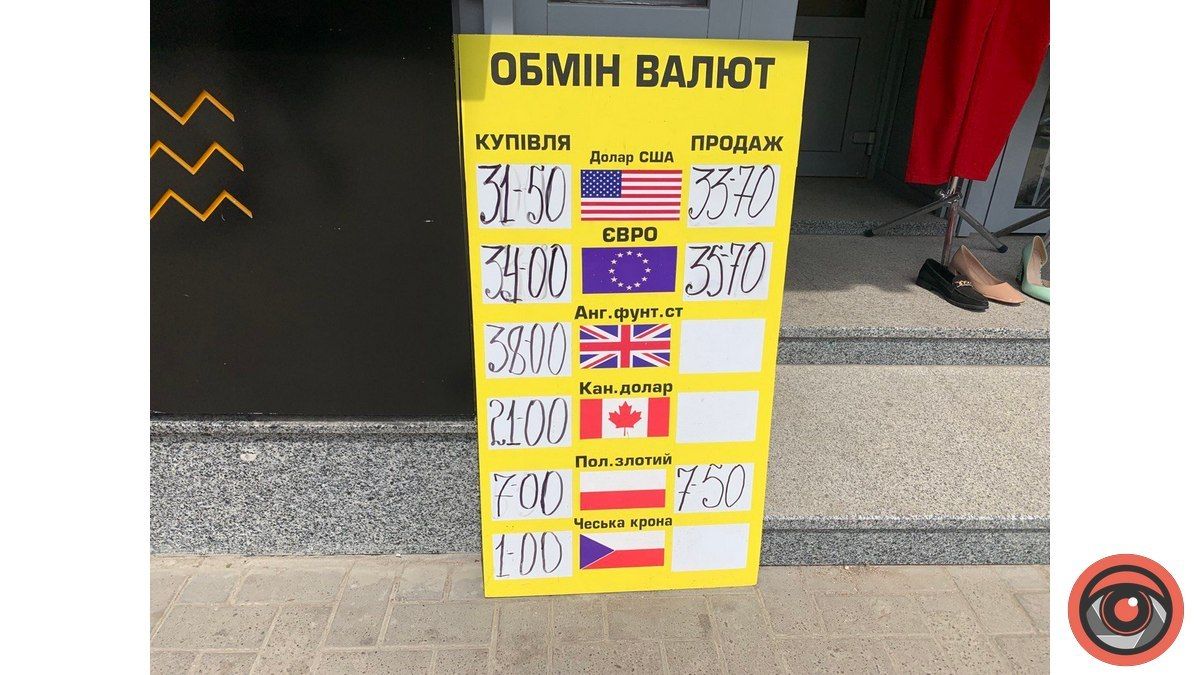 ОБМІН ВАЛЮТ
КУПІВЛЯ ПРОДАЖ
Долар США
31-50 33-70
ЄВРО
34-00 35-70
Анг.фунт.ст
38-00
Кан.долар
21-00
Пол.злотий
7-00 7-50
Чеська крона
1-00